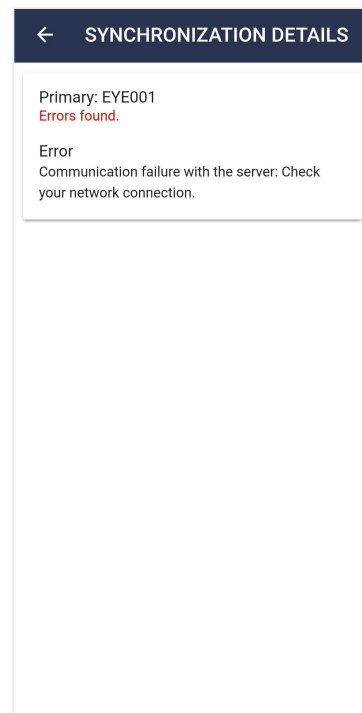 SYNCHRONIZATION DETAILS
Primary: EYE001
Errors found.
Error
Communication failure with the server: Check
your network connection.